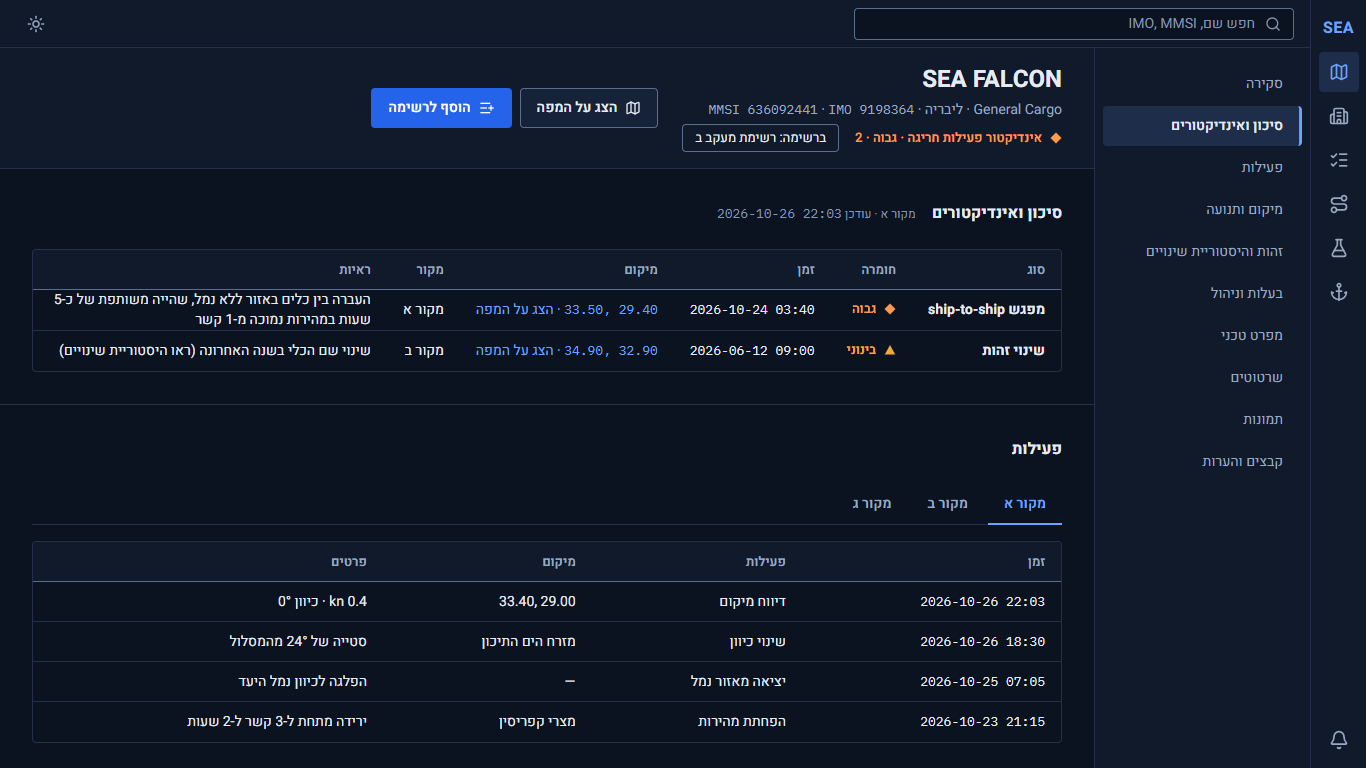 SEA
חפש שם, IMO, MMSI
סקירה
סיכון ואינדיקטורים
פעילות
מיקום ותנועה
זהות והיסטוריית שינויים
בעלות וניהול
מפרט טכני
שרטוטים
תמונות
קבצים והערות
SEA FALCON
General Cargo · ליבריה · IMO 9198364 · MMSI 636092441
אינדיקטור פעילות חריגה · גבוה · 2
ברשימה: רשימת מעקב ב
הצג על המפה
הוסף לרשימה
סיכון ואינדיקטורים מקור א · עודכן 2026-10-26 22:03
סוג חומרה זמן מיקום מקור ראיות
מפגש ship-to-ship גבוה 2026-10-24 03:40 33.50, 29.40 · הצג על המפה מקור א העברה בין כלים באזור ללא נמל, שהייה משותפת של כ-5
שעות במהירות נמוכה מ-1 קשר
שינוי זהות בינוני 2026-06-12 09:00 34.90, 32.90 · הצג על המפה מקור ב שינוי שם הכלי בשנה האחרונה (ראו היסטוריית שינויים)
פעילות
מקור א מקור ב מקור ג
זמן פעילות מיקום פרטים
2026-10-26 22:03 דיווח מיקום 33.40, 29.00 0.4 kn · כיוון 0°
2026-10-26 18:30 שינוי כיוון מזרח הים התיכון סטייה של 24° מהמסלול
2026-10-25 07:05 יציאה מאזור נמל — הפלגה לכיוון נמל היעד
2026-10-23 21:15 הפחתת מהירות מצרי קפריסין ירידה מתחת ל-3 קשר ל-2 שעות